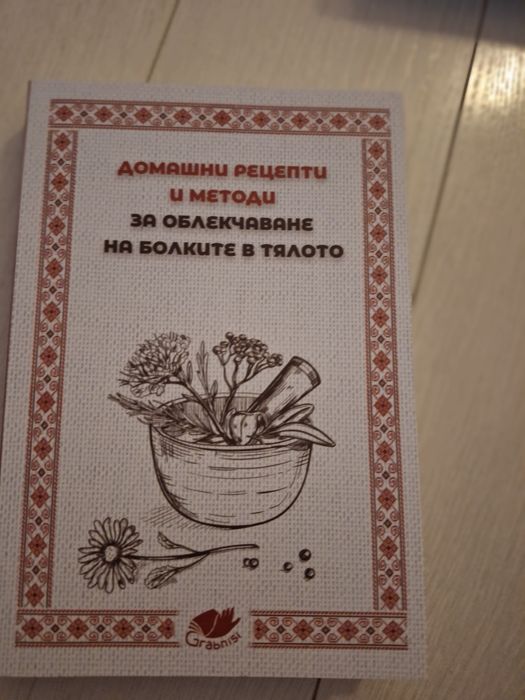 ДОМАШНИ РЕЦЕПТИ
И МЕТОДИ
ЗА ОБЛЕКЧАВАНЕ
НА БОЛКИТЕ В ТЯЛОТО
Grabnisi